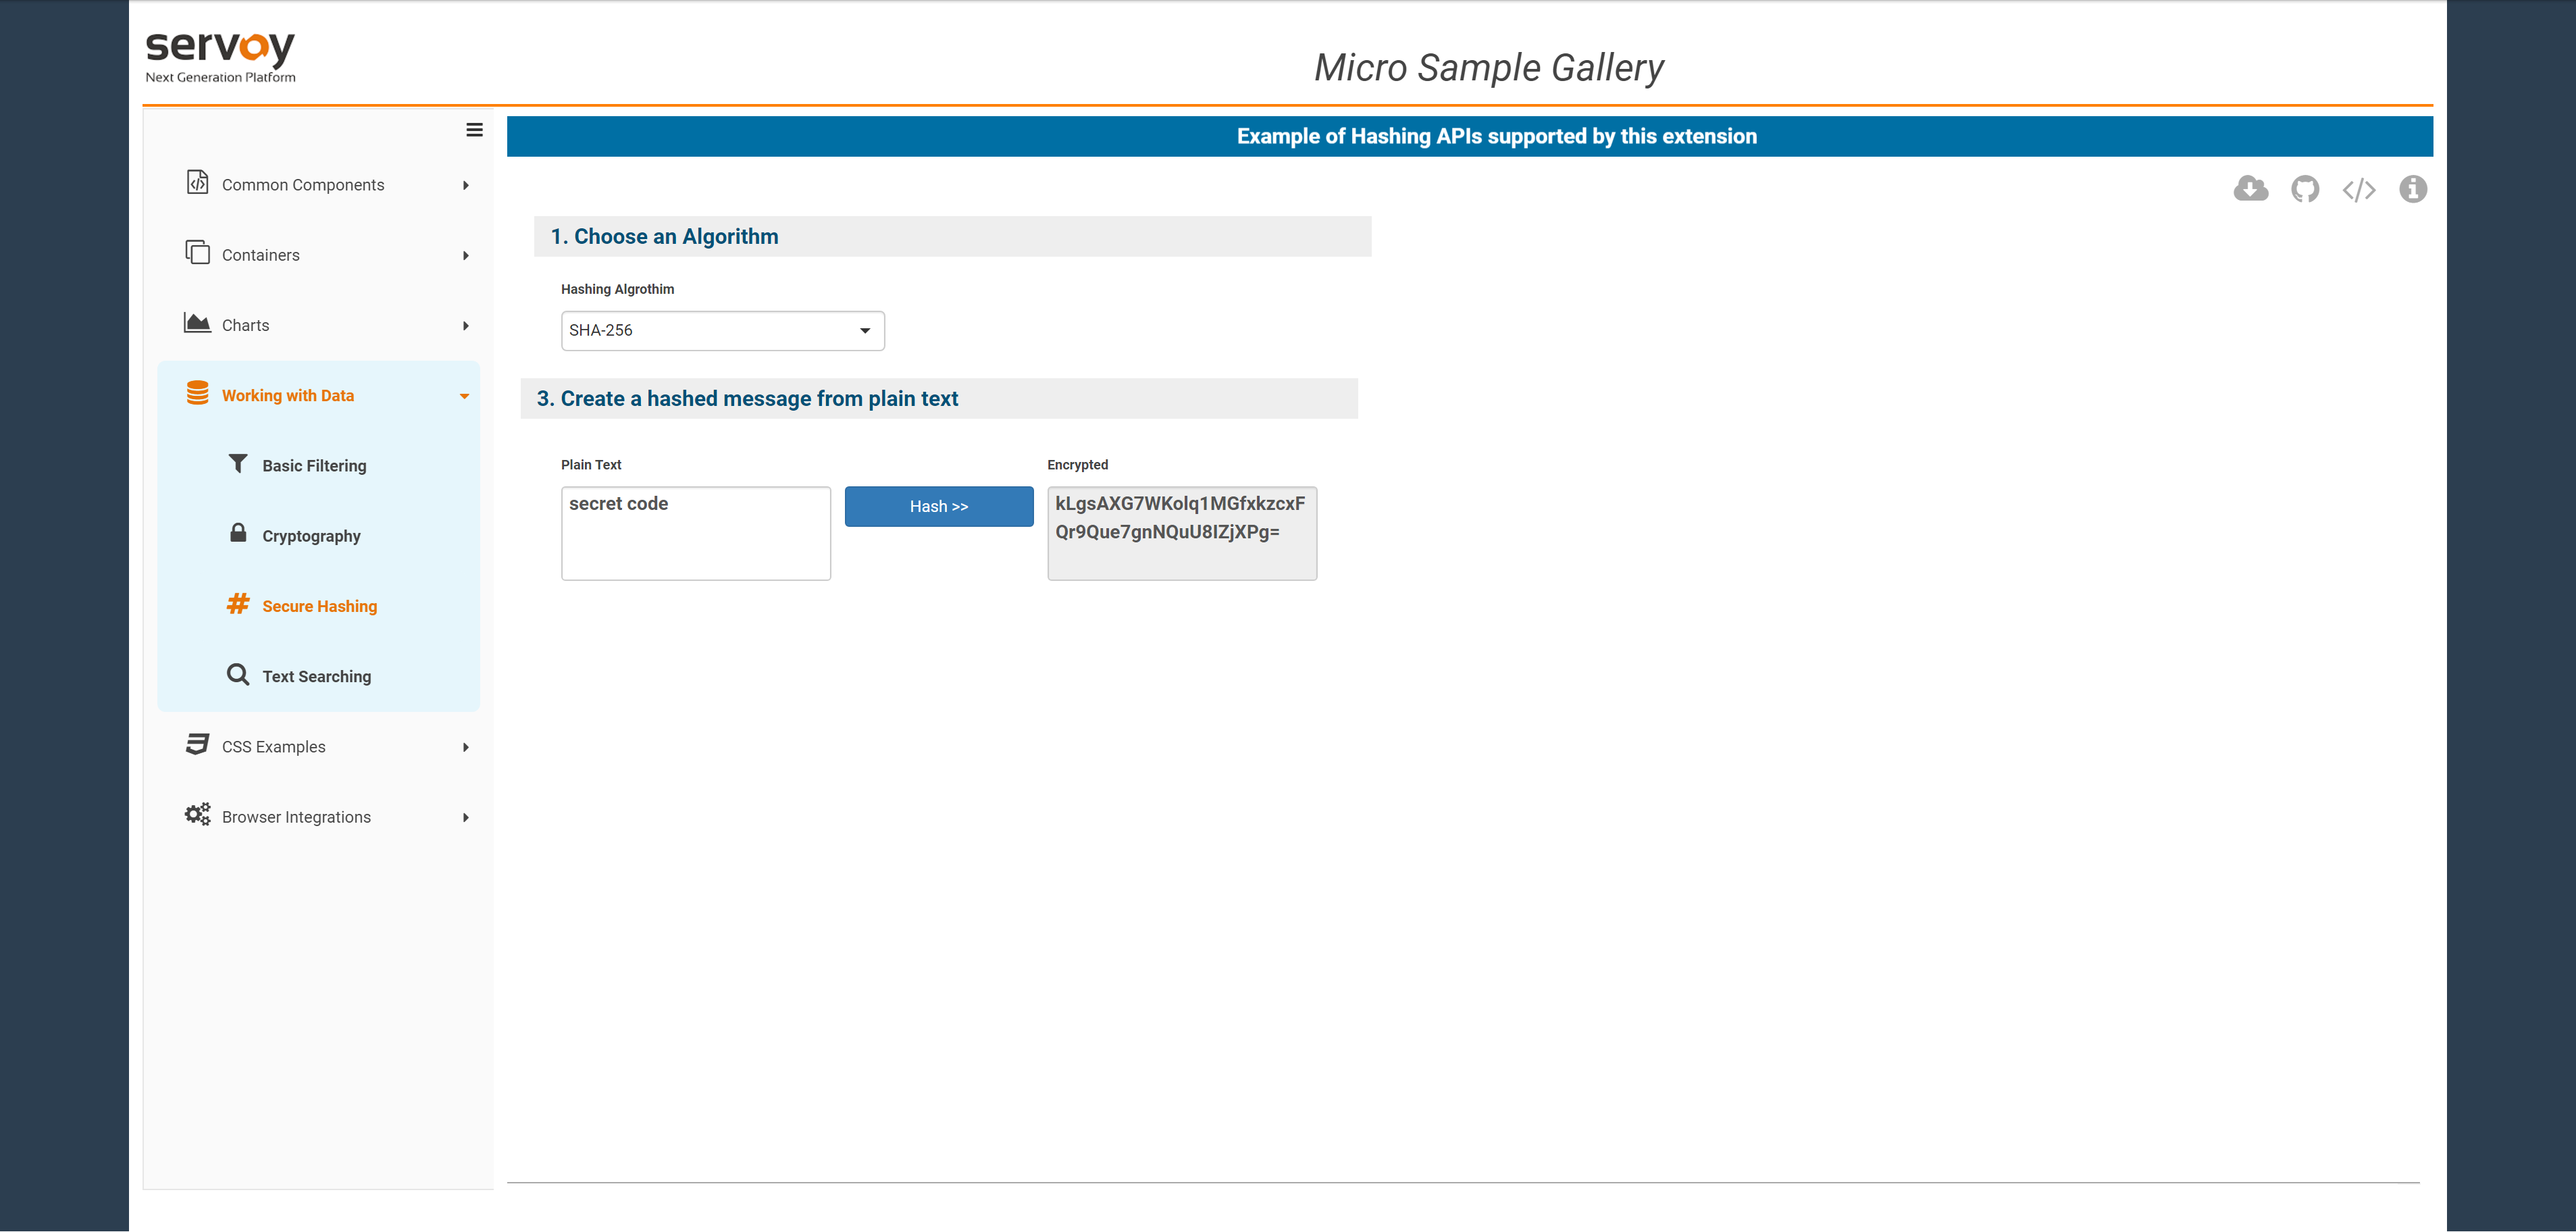 servoy
Next Generation Platform
Micro Sample Gallery
Example of Hashing APIs supported by this extension
Common Components
Containers
Charts
Working with Data
Basic Filtering
Cryptography
Secure Hashing
Text Searching
CSS Examples
Browser Integrations
1. Choose an Algorithm
Hashing Algrothim
SHA-256
3. Create a hashed message from plain text
Plain Text
secret code
Hash >>
Encrypted
kLgsAXG7WKolq1MGfxkzcxF
Qr9Que7gnNQuU8IZjXPg=